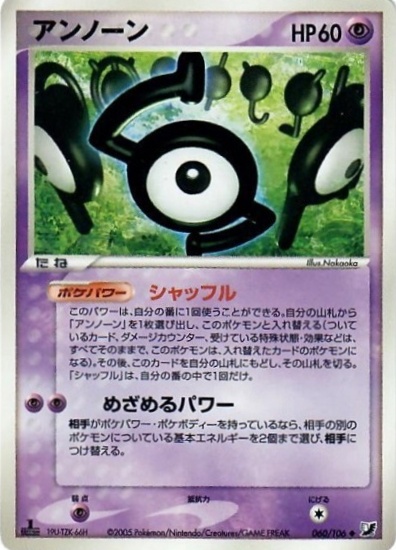 アンノーン
HP60
Illus.Nakaoka
たね
ポケパワー シャッフル
このパワーは、自分の番に1回使うことができる。自分の山札から
「アンノーン」を1枚選び出し、このポケモンと入れ替える(ついて
いるカード、ダメージカウンター、受けている特殊状態・効果などは、
すべてそのままで、このポケモンは、入れ替えたカードのポケモンに
なる)。その後、このカードを自分の山札にもどし、その山札を切る。
「シャッフル」は、自分の番の中で1回だけ。
めざめるパワー
相手がポケパワー・ポケボディーを持っているなら、相手の別の
ポケモンについている基本エネルギーを2個まで選び、相手に
つけ替える。
弱点 抵抗力 にげる
1
19U-TZK-66H
©2005 Pokémon/Nintendo/Creatures/GAME FREAK
060/106